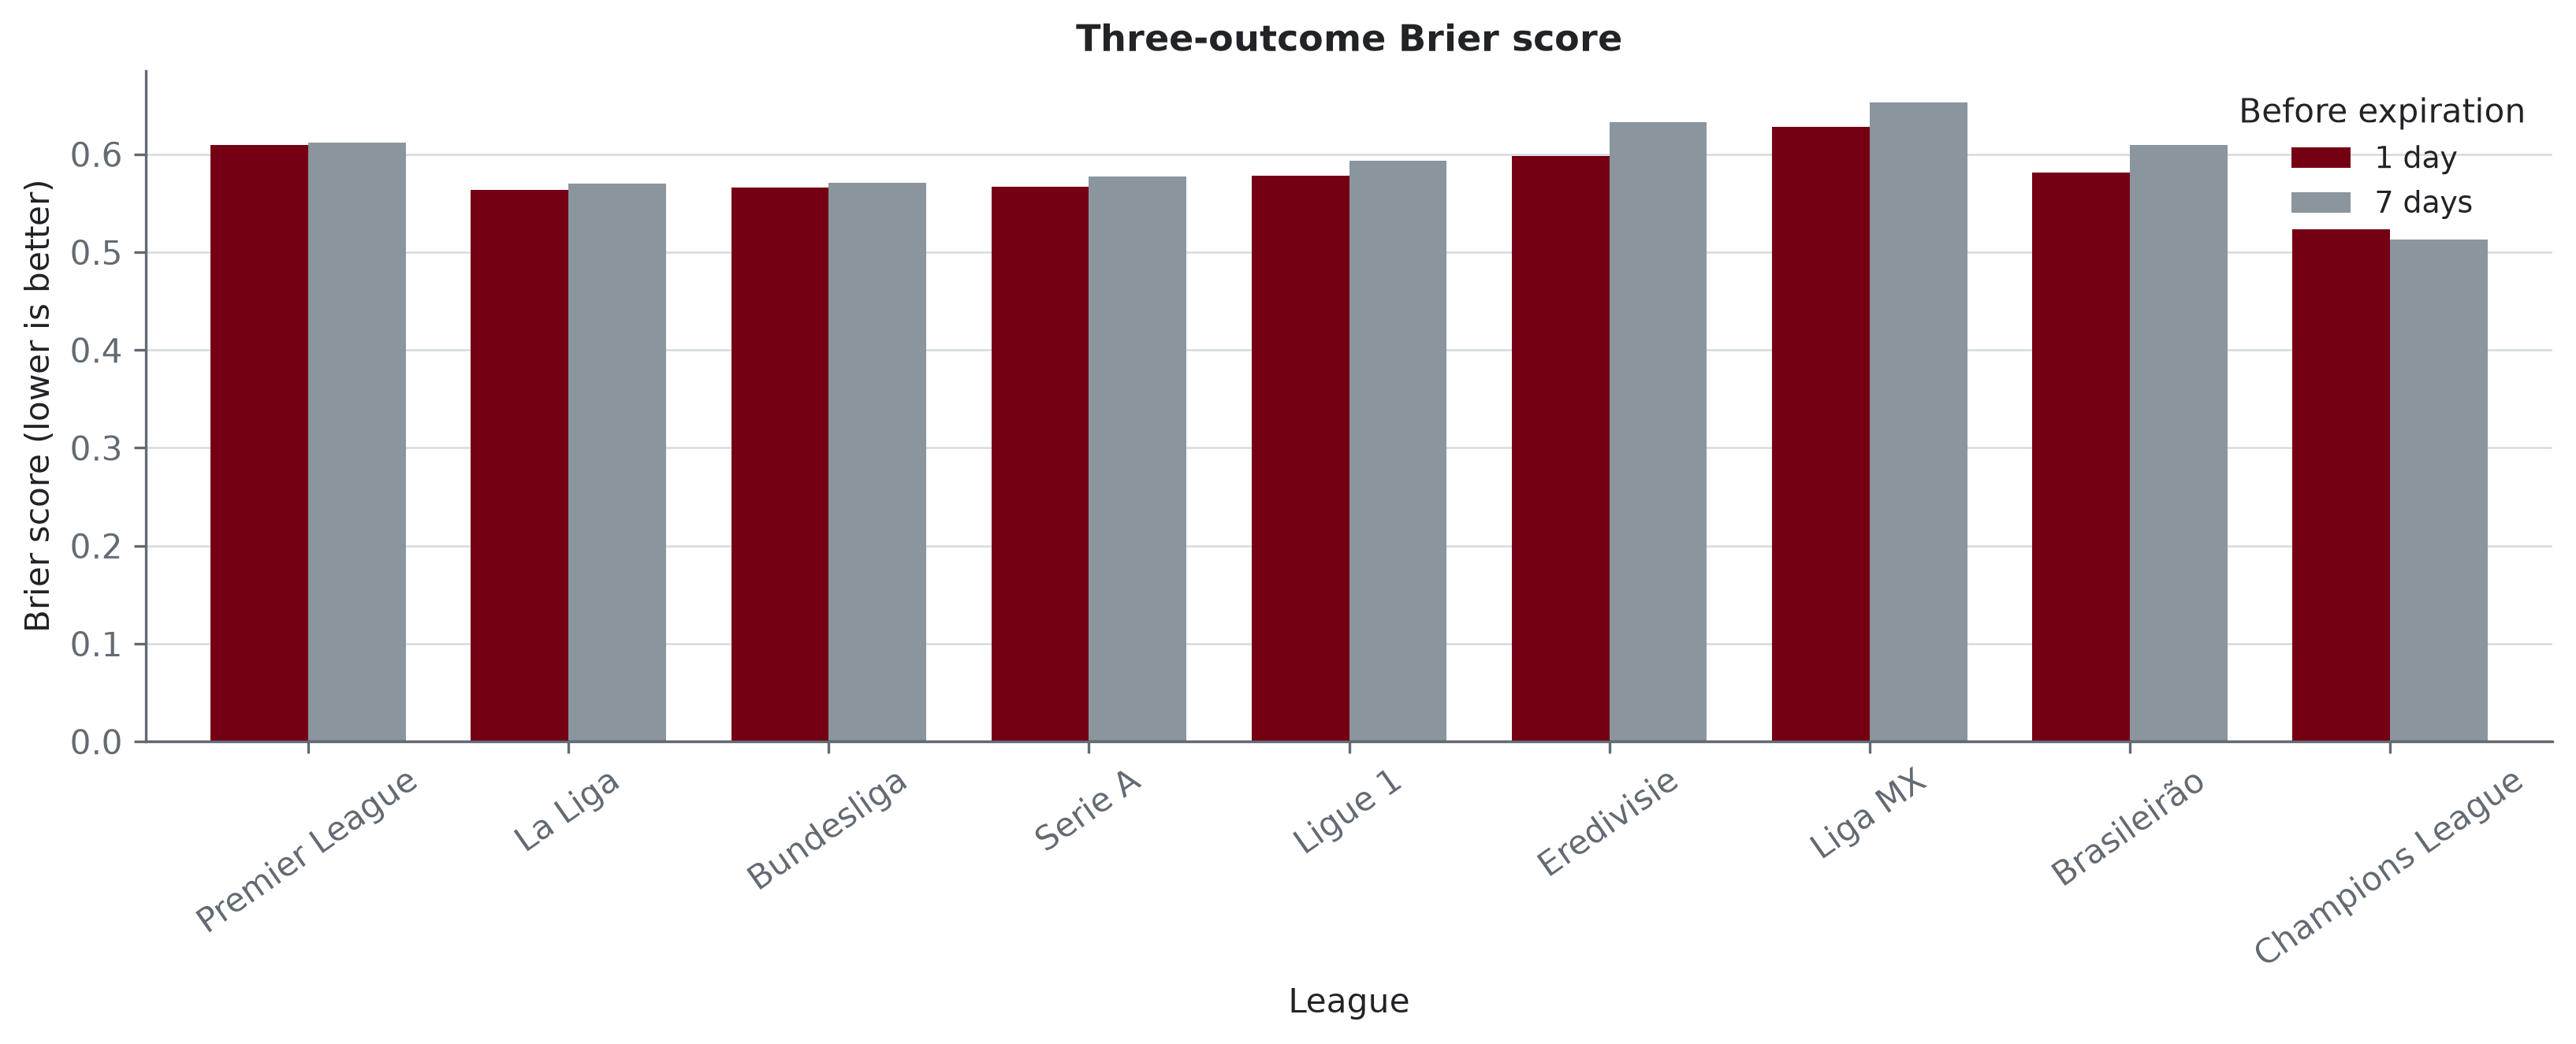 Three-outcome Brier score
Brier score (lower is better)
0.6
0.5
0.4
0.3
0.2
0.1
0.0
Before expiration
1 day
7 days
Premier League
La Liga
Bundesliga
Serie A
Ligue 1
Eredivisie
Liga MX
Brasileirão
Champions League
League